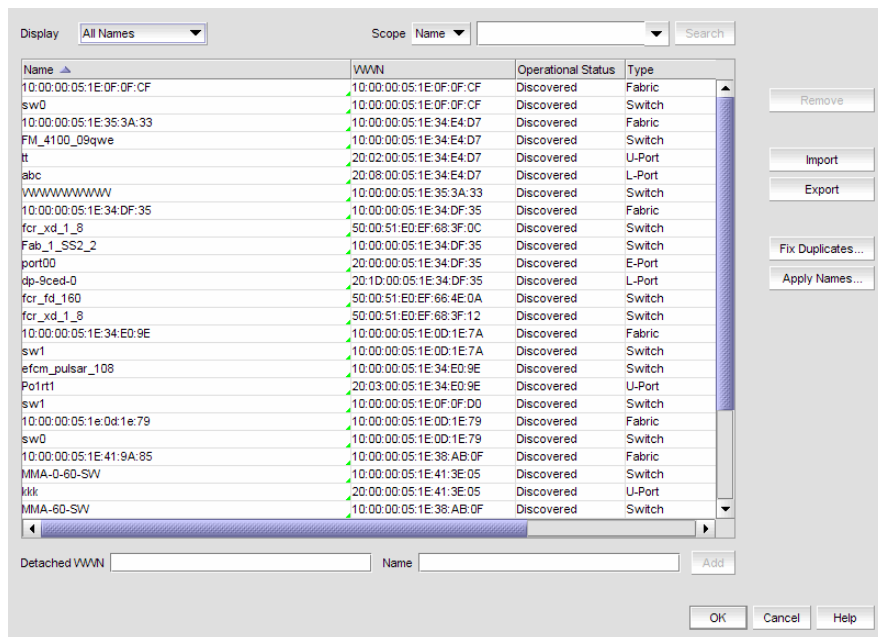 Display All Names Scope Name Search
Name WWN Operational Status Type
10:00:00:05:1E:0F:0F:CF 10:00:00:05:1E:0F:0F:CF Discovered Fabric
sw0 10:00:00:05:1E:0F:0F:CF Discovered Switch
Remove
10:00:00:05:1E:35:3A:33 10:00:00:05:1E:34:E4:D7 Discovered Fabric
FM_4100_09qwe 10:00:00:05:1E:34:E4:D7 Discovered Switch
tt 20:02:00:05:1E:34:E4:D7 Discovered U-Port
Import
abc 20:08:00:05:1E:34:E4:D7 Discovered L-Port
10:00:00:05:1E:35:3A:33 Discovered Switch
Export
10:00:00:05:1E:34:DF:35 10:00:00:05:1E:34:DF:35 Discovered Fabric
fcr_xd_1_8 50:00:51:E0:EF:68:3F:0C Discovered Switch
Fab_1_SS2_2 10:00:00:05:1E:34:DF:35 Discovered Switch
Fix Duplicates...
port00 20:00:00:05:1E:34:DF:35 Discovered E-Port
dp-9ced-0 20:1D:00:05:1E:34:DF:35 Discovered L-Port
Apply Names...
fcr_fd_160 50:00:51:E0:EF:66:4E:0A Discovered Switch
fcr_xd_1_8 50:00:51:E0:EF:68:3F:12 Discovered Switch
10:00:00:05:1E:34:E0:9E 10:00:00:05:1E:0D:1E:7A Discovered Fabric
sw1 10:00:00:05:1E:0D:1E:7A Discovered Switch
efcm_pulsar_108 10:00:00:05:1E:34:E0:9E Discovered Switch
Po1rt1 20:03:00:05:1E:34:E0:9E Discovered U-Port
sw1 10:00:00:05:1E:0F:0F:D0 Discovered Switch
10:00:00:05:1e:0d:1e:79 10:00:00:05:1E:0D:1E:79 Discovered Fabric
sw0 10:00:00:05:1E:0D:1E:79 Discovered Switch
10:00:00:05:1E:41:9A:85 10:00:00:05:1E:38:AB:0F Discovered Fabric
MMA-0-60-SW 10:00:00:05:1E:41:3E:05 Discovered Switch
kkk 20:00:00:05:1E:41:3E:05 Discovered U-Port
MMA-60-SW 10:00:00:05:1E:38:AB:0F Discovered Switch
Detached WWN Name Add
OK Cancel Help